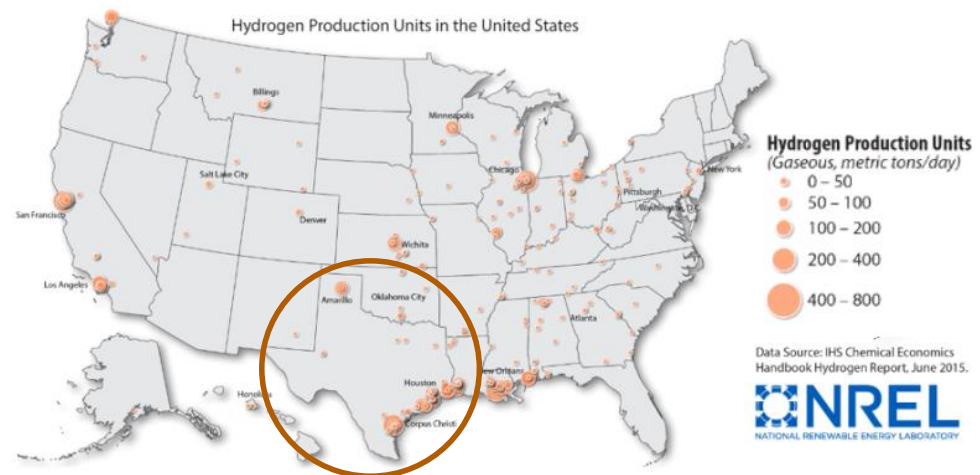 Hydrogen Production Units in the United States
Billings
Minneapolis
Chicago
New York
Pittsburgh
Washington, D.C.
Salt Lake City
San Francisco
Denver
Wichita
Los Angeles
Amarillo
Oklahoma City
Atlanta
New Orleans
Houston
Honolulu
Corpus Christi
Hydrogen Production Units
(Gaseous, metric tons/day)
0 – 50
50 – 100
100 – 200
200 – 400
400 – 800
Data Source: IHS Chemical Economics
Handbook Hydrogen Report, June 2015.
NREL
NATIONAL RENEWABLE ENERGY LABORATORY